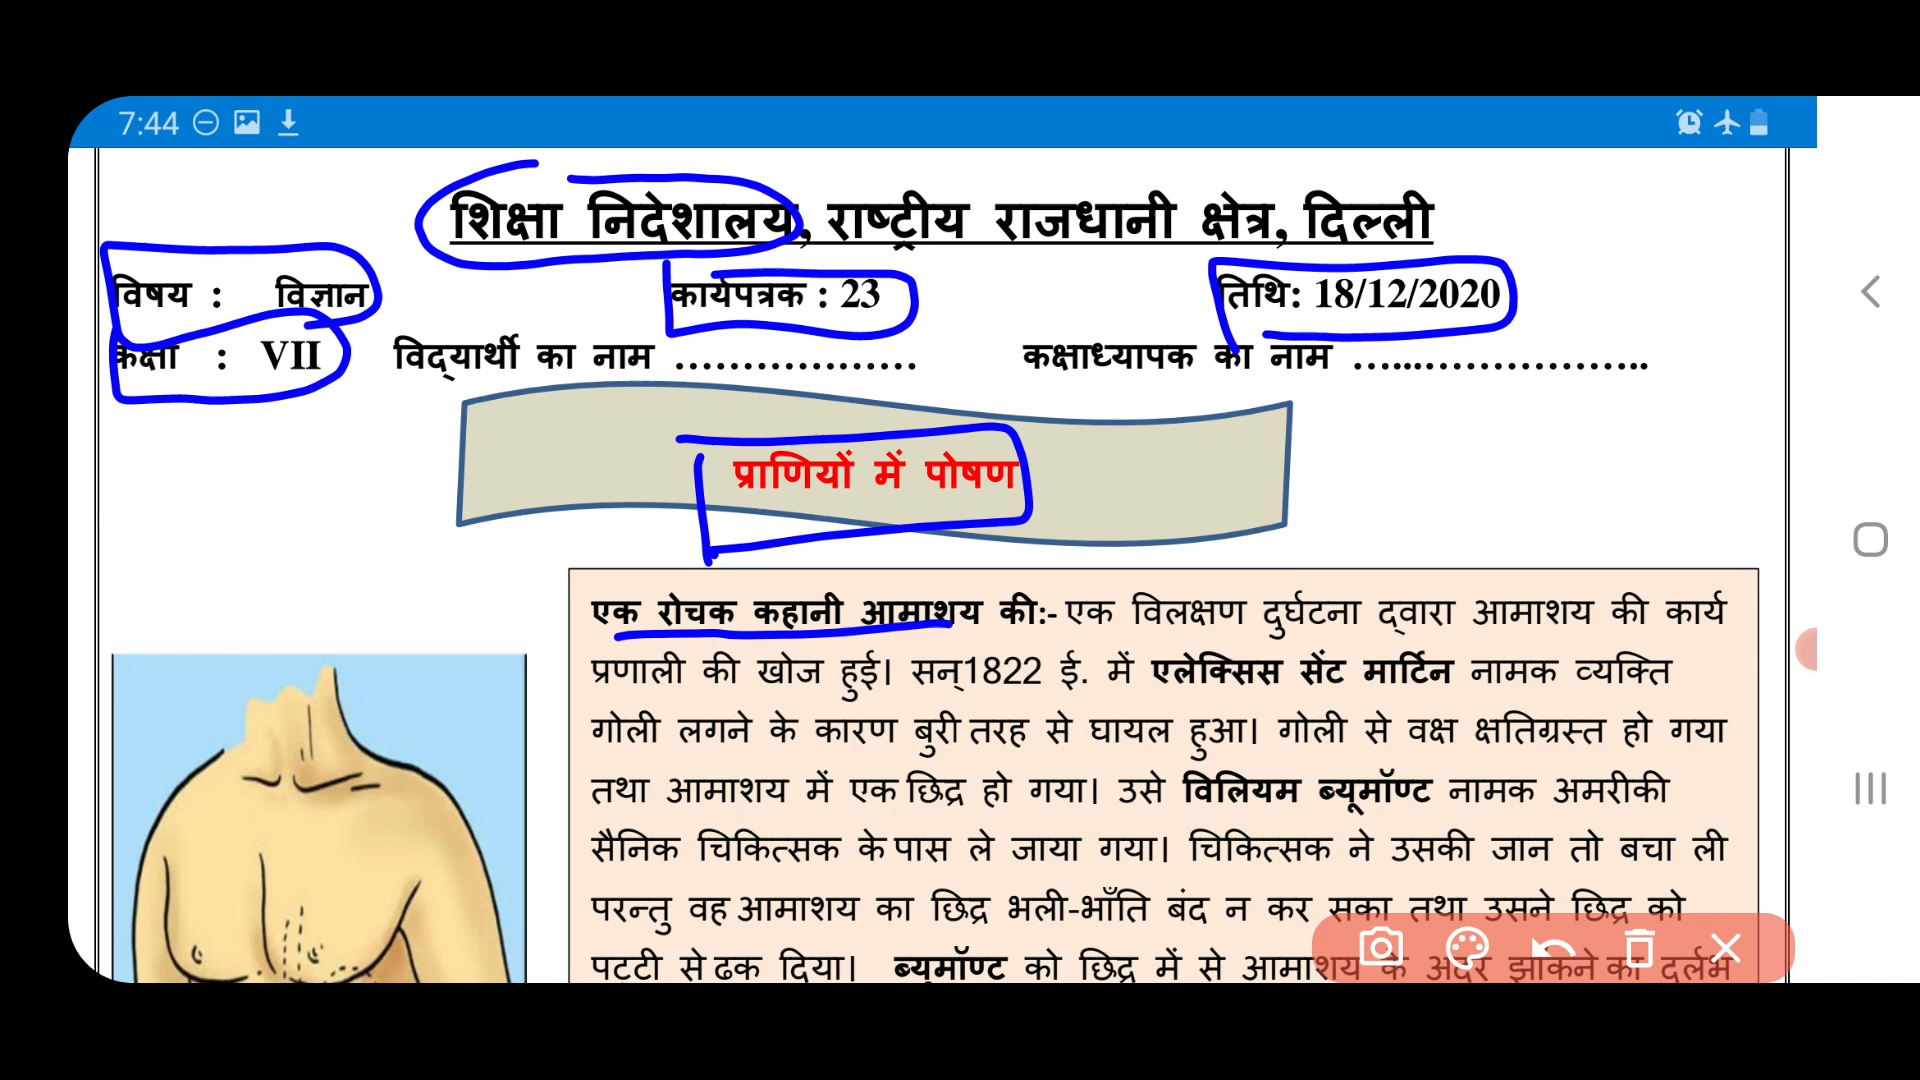 7:44
शिक्षा निदेशालय, राष्ट्रीय राजधानी क्षेत्र, दिल्ली
विषय : विज्ञान कार्यपत्रक : 23 तिथि: 18/12/2020
कक्षा : VII विद्यार्थी का नाम .................. कक्षाध्यापक का नाम ........................
प्राणियों में पोषण
एक रोचक कहानी आमाशय की:- एक विलक्षण दुर्घटना द्वारा आमाशय की कार्य
प्रणाली की खोज हुई। सन्1822 ई. में एलेक्सिस सेंट मार्टिन नामक व्यक्ति
गोली लगने के कारण बुरी तरह से घायल हुआ। गोली से वक्ष क्षतिग्रस्त हो गया
तथा आमाशय में एक छिद्र हो गया। उसे विलियम ब्यूमॉण्ट नामक अमरीकी
सैनिक चिकित्सक के पास ले जाया गया। चिकित्सक ने उसकी जान तो बचा ली
परन्तु वह आमाशय का छिद्र भली-भाँति बंद न कर सका तथा उसने छिद्र को
पट्टी से ढक दिया। ब्यूमॉण्ट को छिद्र में से आमाशय के अंदर झाकने का दुर्लभ